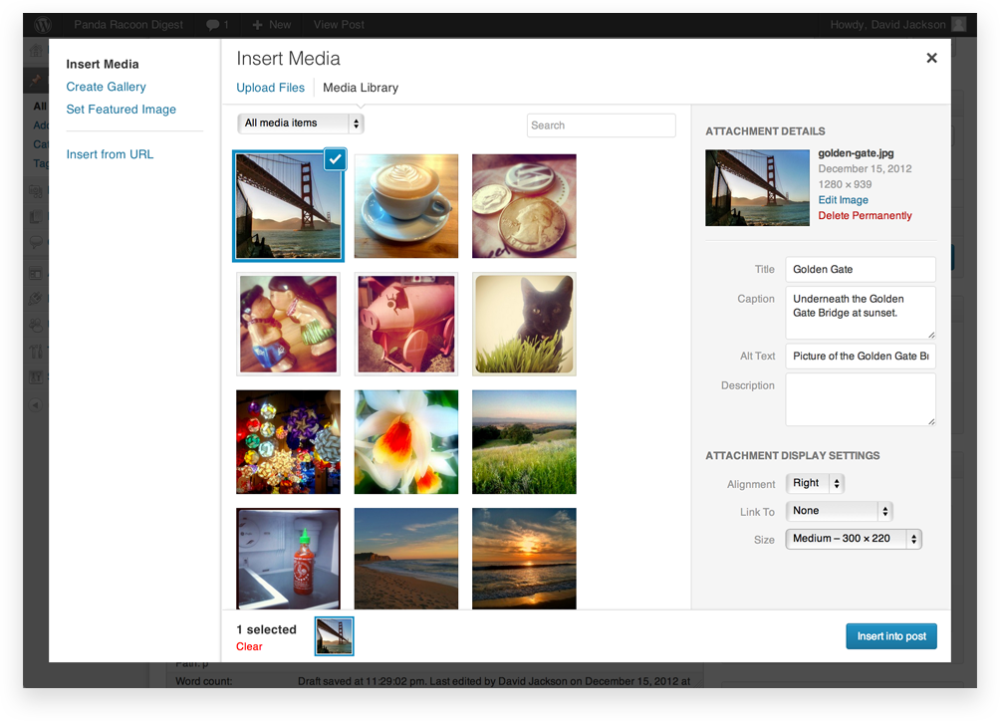 Panda Racoon Digest
1
New
View Post
Howdy, David Jackson
All
Tag
Insert Media
Create Gallery
Set Featured Image
Insert from URL
Insert Media
Upload Files
Media Library
All media items
Search
ATTACHMENT DETAILS
golden-gate.jpg
December 15, 2012
1280 × 939
Edit Image
Delete Permanently
Title
Golden Gate
Caption
Underneath the Golden
Gate Bridge at sunset.
Alt Text
Picture of the Golden Gate
Description
ATTACHMENT DISPLAY SETTINGS
Alignment
Right
Link To
None
Size
Medium – 300 × 220
1 selected
Clear
Insert into post
Path: p
Word count:
Draft saved at 11:29:02 pm. Last edited by David Jackson on December 15, 2012 at